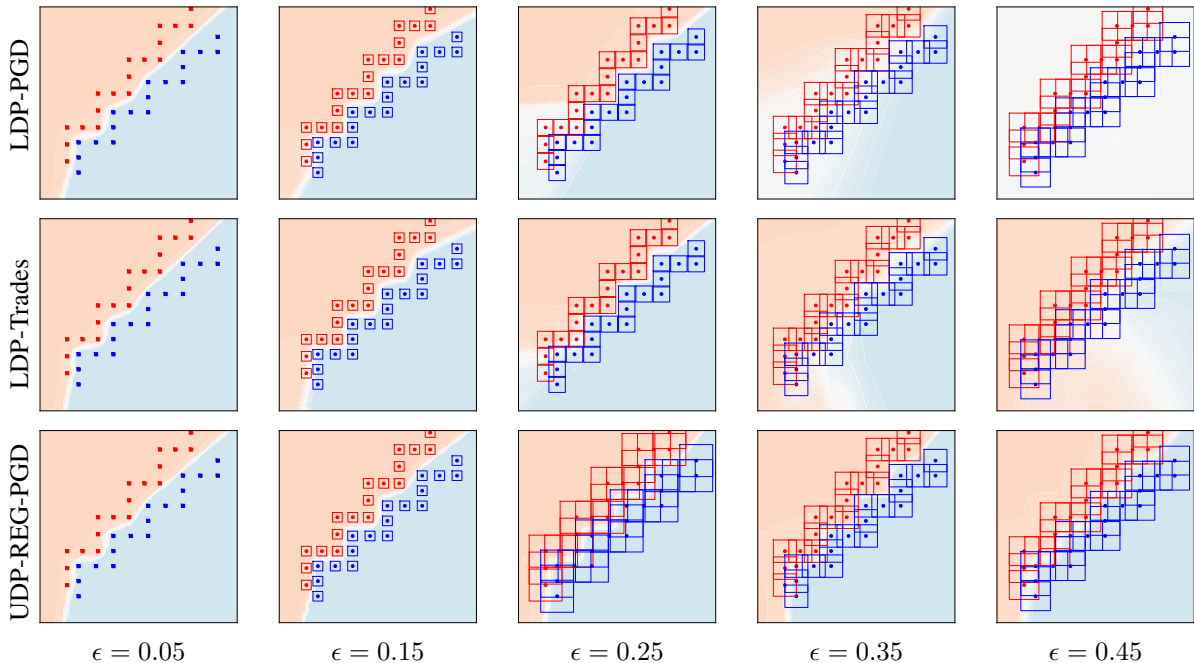 LDP-PGD
LDP-Trades
UDP-REG-PGD
ϵ = 0.05
ϵ = 0.15
ϵ = 0.25
ϵ = 0.35
ϵ = 0.45